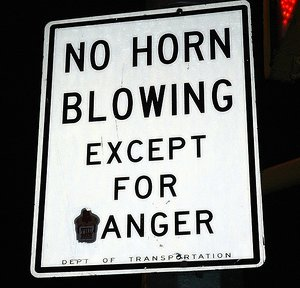 NO HORN
BLOWING
EXCEPT
FOR
ANGER
DEPT OF TRANSPORTATION